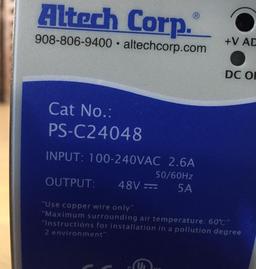 Altech Corp.®
908-806-9400 • altechcorp.com
+V AD
DC O
Cat No.:
PS-C24048
INPUT: 100-240VAC 2.6A
50/60Hz
OUTPUT: 48V 5A
"Use copper wire only"
"Maximum surrounding air temperature: 60℃"
"Instructions for installation in a pollution degree
2 environment"